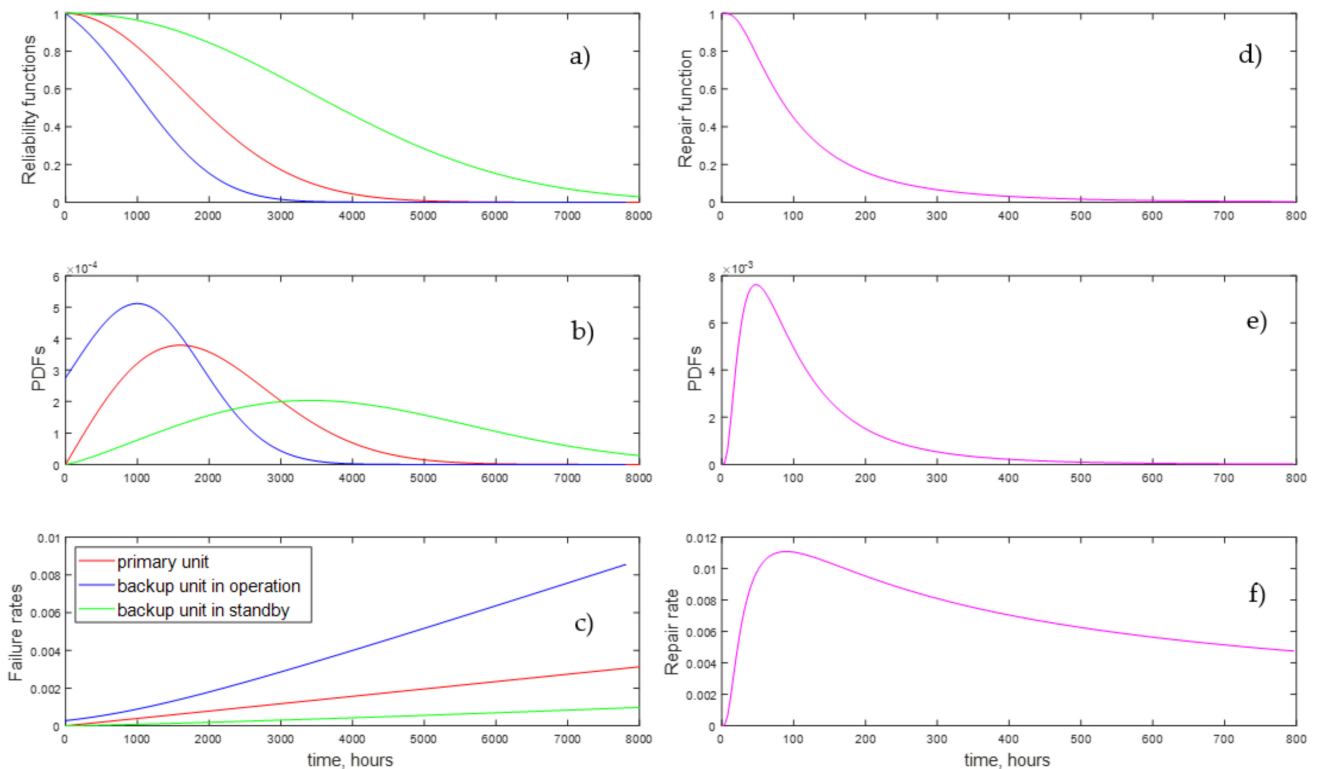 Reliability functions
1
0.8
0.6
0.4
0.2
0
0 1000 2000 3000 4000 5000 6000 7000 8000
a)
Repair function
1
0.8
0.6
0.4
0.2
0
0 100 200 300 400 500 600 700 800
d)
PDFs
×10-4
6
5
4
3
2
1
0
0 1000 2000 3000 4000 5000 6000 7000 8000
b)
PDFs
×10-3
8
6
4
2
0
0 100 200 300 400 500 600 700 800
e)
Failure rates
0.01
0.008
0.006
0.004
0.002
0
primary unit
backup unit in operation
backup unit in standby
c)
0 1000 2000 3000 4000 5000 6000 7000 8000
time, hours
Repair rate
0.012
0.01
0.008
0.006
0.004
0.002
0
f)
0 100 200 300 400 500 600 700 800
time, hours